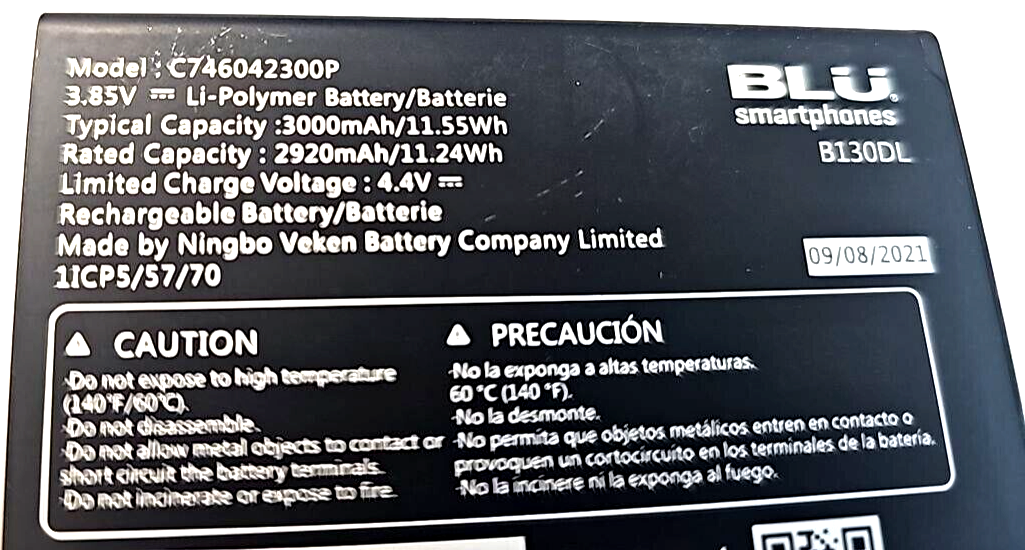 Model : C746042300P
3.85V ⎓ Li-Polymer Battery/Batterie
Typical Capacity :3000mAh/11.55Wh
Rated Capacity : 2920mAh/11.24Wh
Limited Charge Voltage : 4.4V ⎓
Rechargeable Battery/Batterie
Made by Ningbo Veken Battery Company Limited
1ICP5/57/70
BLU.
smartphones
B130DL
09/08/2021
CAUTION
-Do not expose to high temperature
(140°F/60°C).
-Do not disassemble.
-Do not allow metal objects to contact or
short circuit the battery terminals.
-Do not incinerate or expose to fire.
PRECAUCIÓN
-No la exponga a altas temperaturas.
60 °C (140 °F).
-No la desmonte.
-No permita que objetos metálicos entren en contacto o
provoquen un cortocircuito en los terminales de la batería.
-No la incinere ni la exponga al fuego.